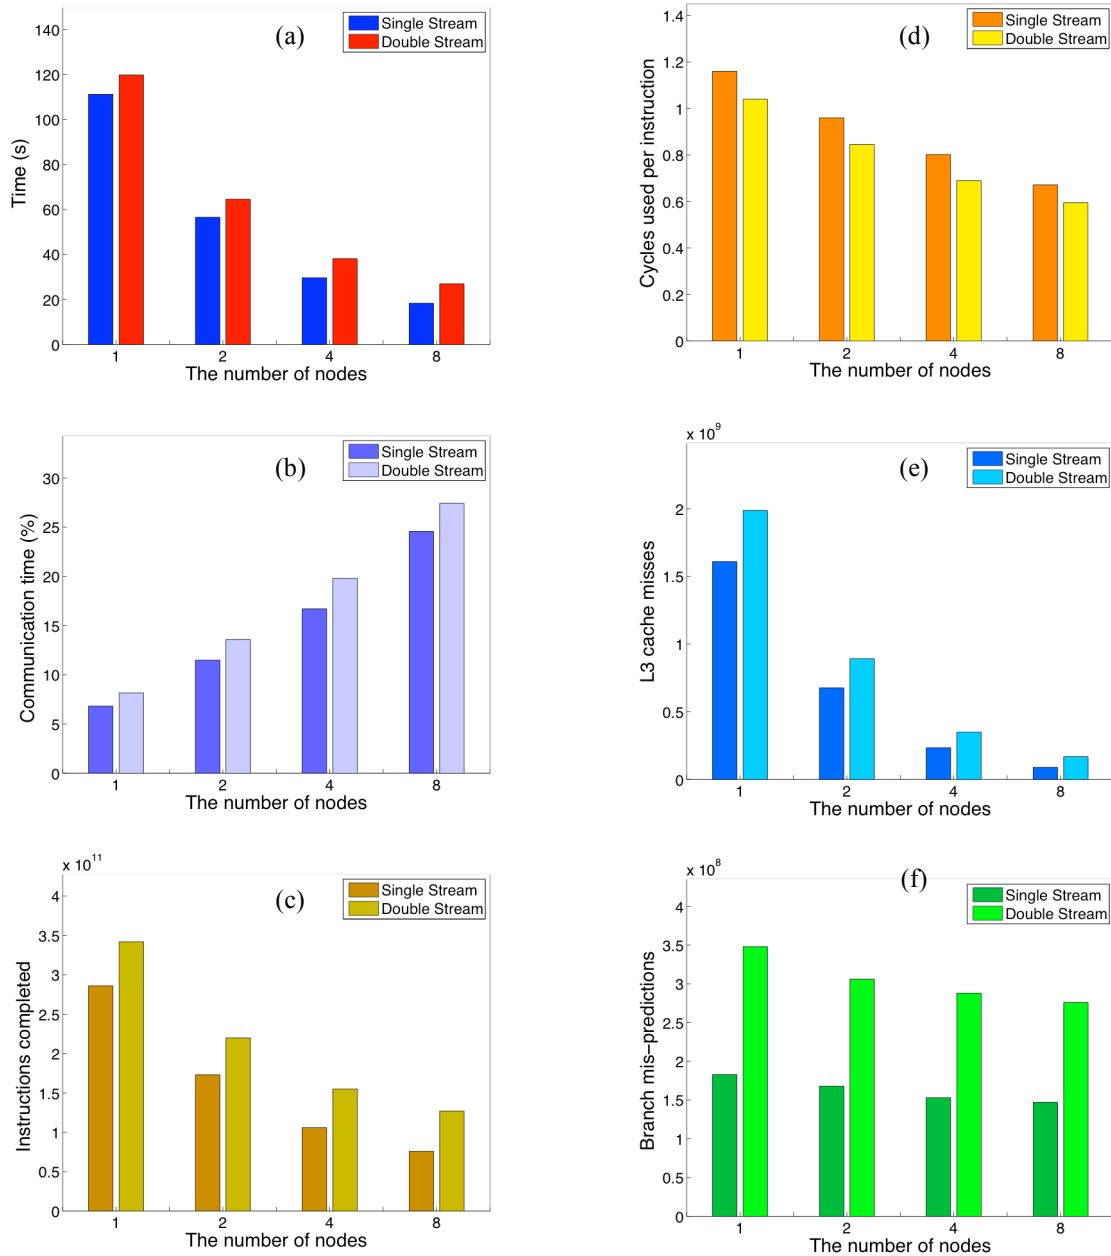 (a)
Single Stream
Double Stream
Time (s)
140
120
100
80
60
40
20
0
1 2 4 8
The number of nodes
(d)
Single Stream
Double Stream
Cycles used per instruction
1.4
1.2
1
0.8
0.6
0.4
0.2
0
1 2 4 8
The number of nodes
(b)
Single Stream
Double Stream
Communication time (%)
30
25
20
15
10
5
0
1 2 4 8
The number of nodes
x 10^9
(e)
Single Stream
Double Stream
L3 cache misses
2
1.5
1
0.5
0
1 2 4 8
The number of nodes
x 10^11
(c)
Single Stream
Double Stream
Instructions completed
4
3.5
3
2.5
2
1.5
1
0.5
0
1 2 4 8
The number of nodes
x 10^8
(f)
Single Stream
Double Stream
Branch mis-predictions
4
3.5
3
2.5
2
1.5
1
0.5
0
1 2 4 8
The number of nodes